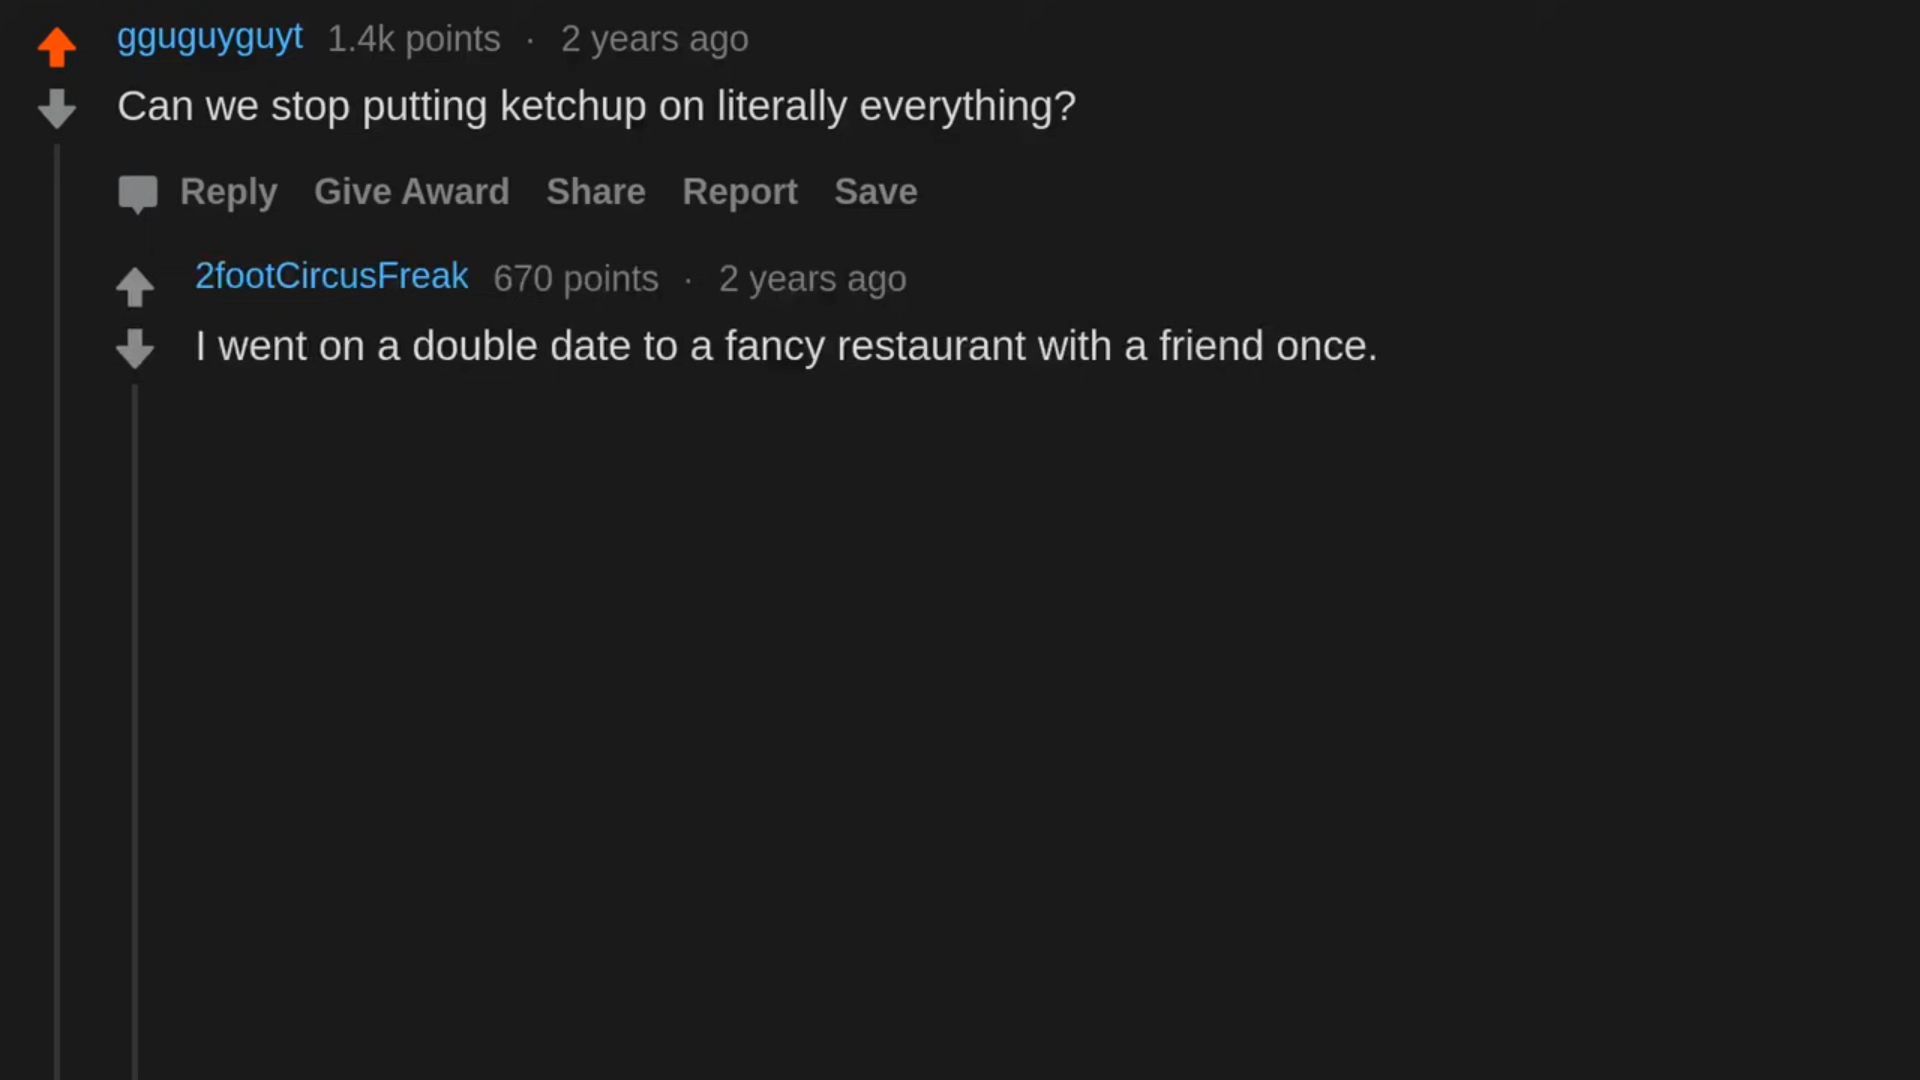 gguguyguyt 1.4k points · 2 years ago
Can we stop putting ketchup on literally everything?
Reply Give Award Share Report Save
2footCircusFreak 670 points · 2 years ago
I went on a double date to a fancy restaurant with a friend once.